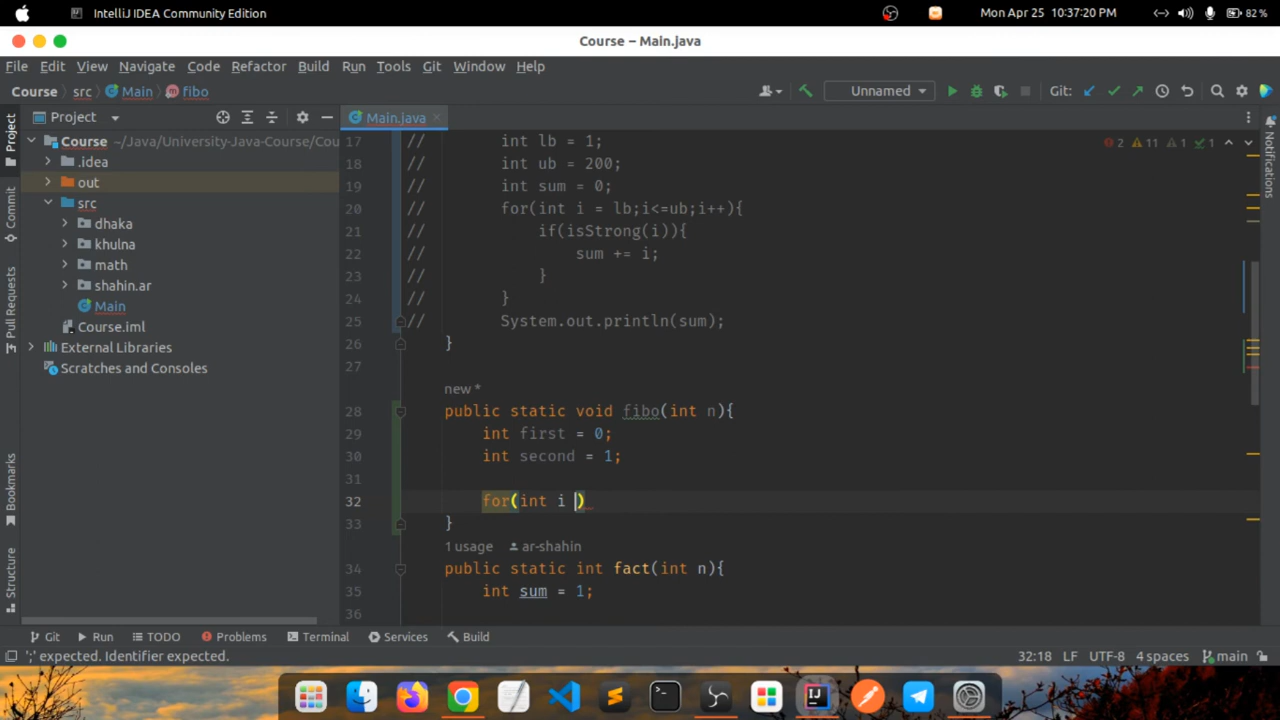 IntelliJ IDEA Community Edition
Mon Apr 25 10:37:20 PM
82 %
Course – Main.java
File Edit View Navigate Code Refactor Build Run Tools Git Window Help
Course src Main fibo
Unnamed
Git:
Project
Main.java
Course ~/Java/University-Java-Course/Cou
.idea
out
src
dhaka
khulna
math
shahin.ar
Main
Course.iml
External Libraries
Scratches and Consoles
Project
Commit
Pull Requests
Bookmarks
Structure
Notifications
2 11 1 1
17 // int lb = 1;
18 // int ub = 200;
19 // int sum = 0;
20 // for(int i = lb;i<=ub;i++){
21 // if(isStrong(i)){
22 // sum += i;
23 // }
24 // }
25 // System.out.println(sum);
26 }
27
new *
28 public static void fibo(int n){
29 int first = 0;
30 int second = 1;
31
32 for(int i )
33 }
1 usage ar-shahin
34 public static int fact(int n){
35 int sum = 1;
36
Git Run TODO Problems Terminal Services Build
';' expected. Identifier expected.
32:18 LF UTF-8 4 spaces main